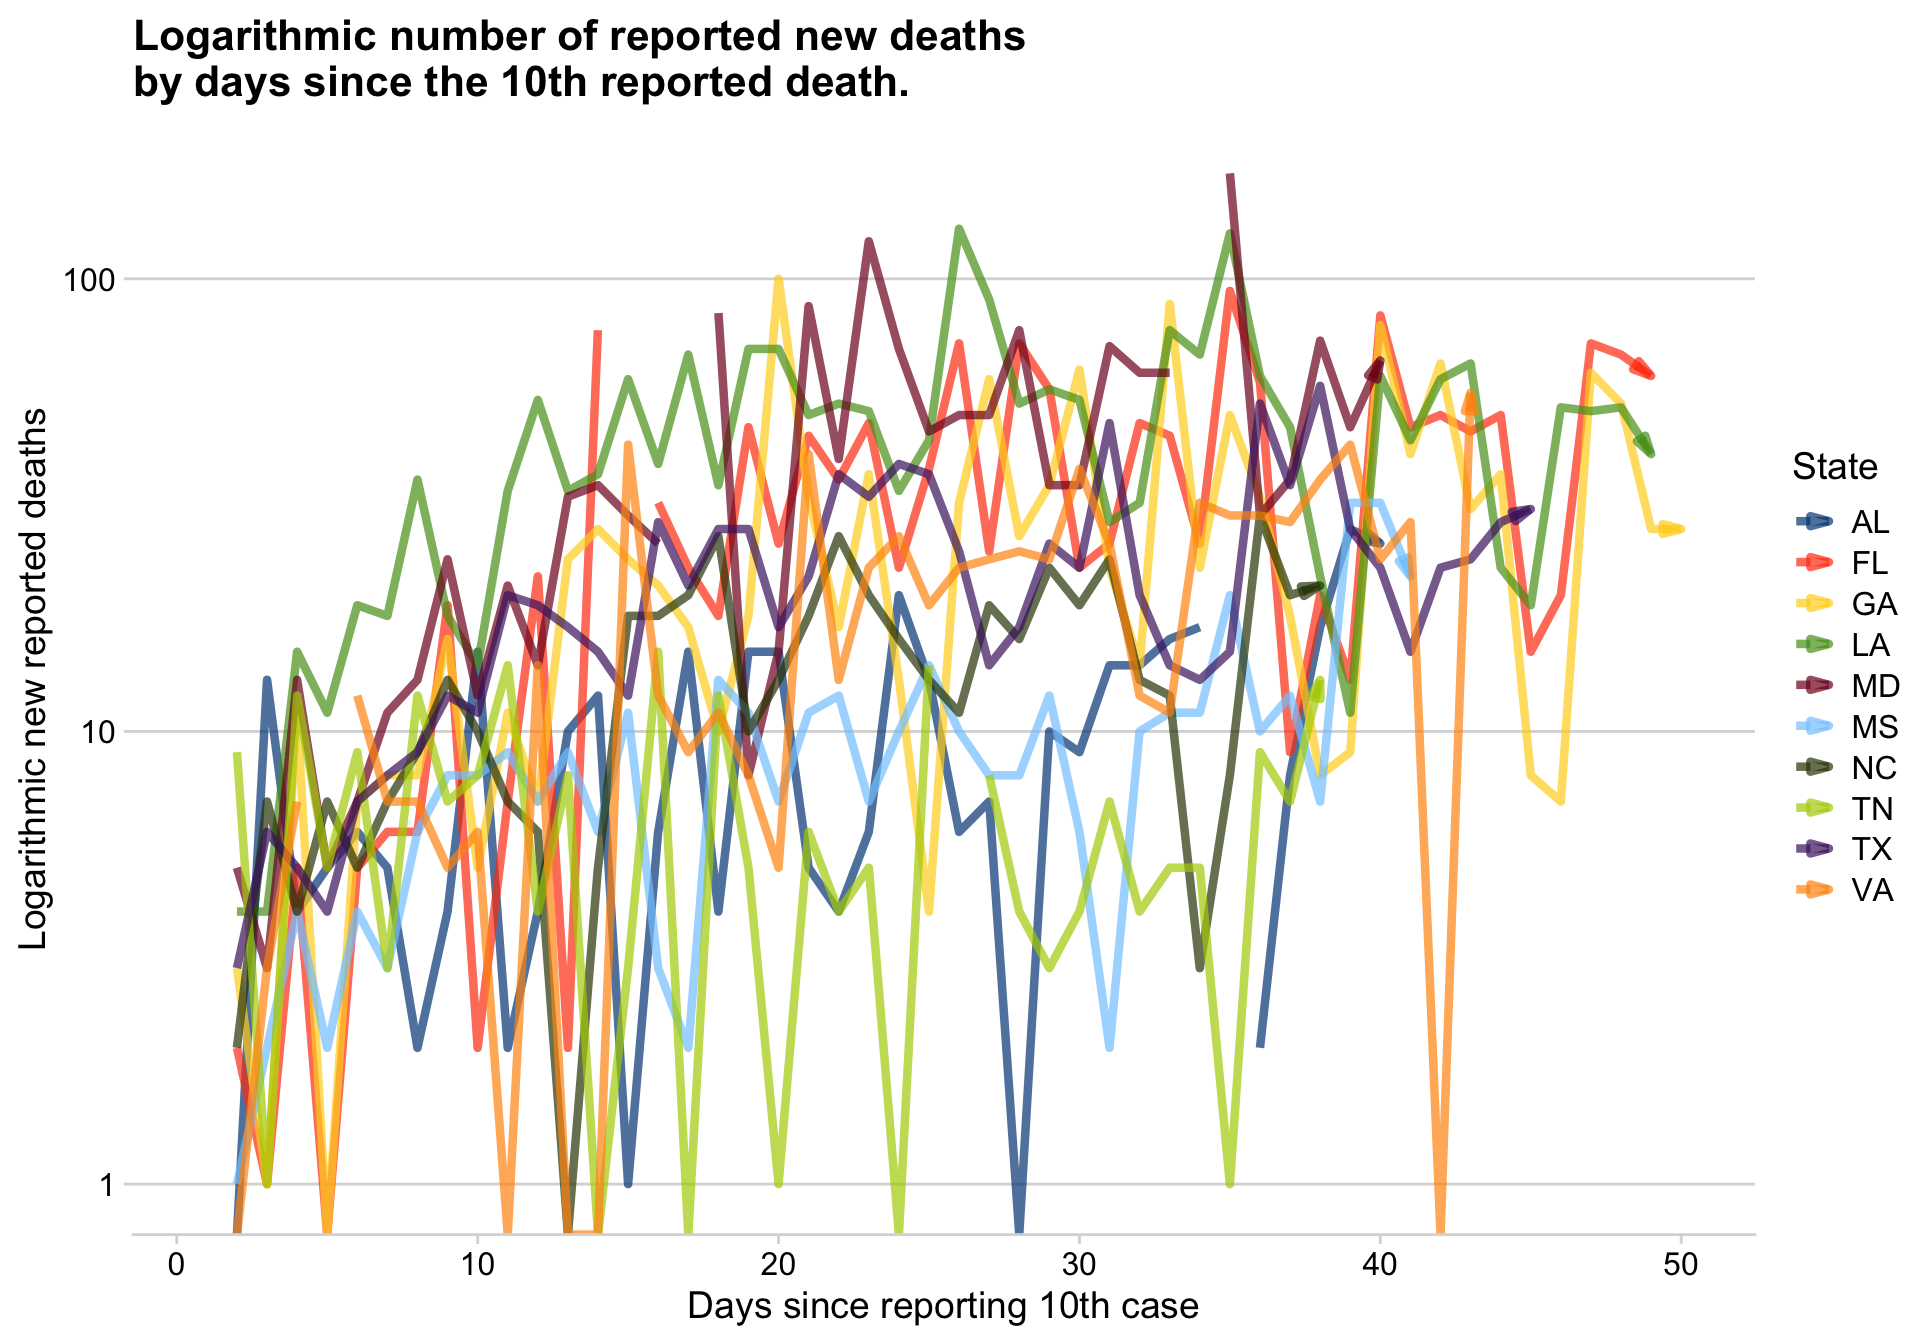 Logarithmic number of reported new deaths
by days since the 10th reported death.
Logarithmic new reported deaths
100
10
1
0
10
20
30
40
50
Days since reporting 10th case
State
AL
FL
GA
LA
MD
MS
NC
TN
TX
VA